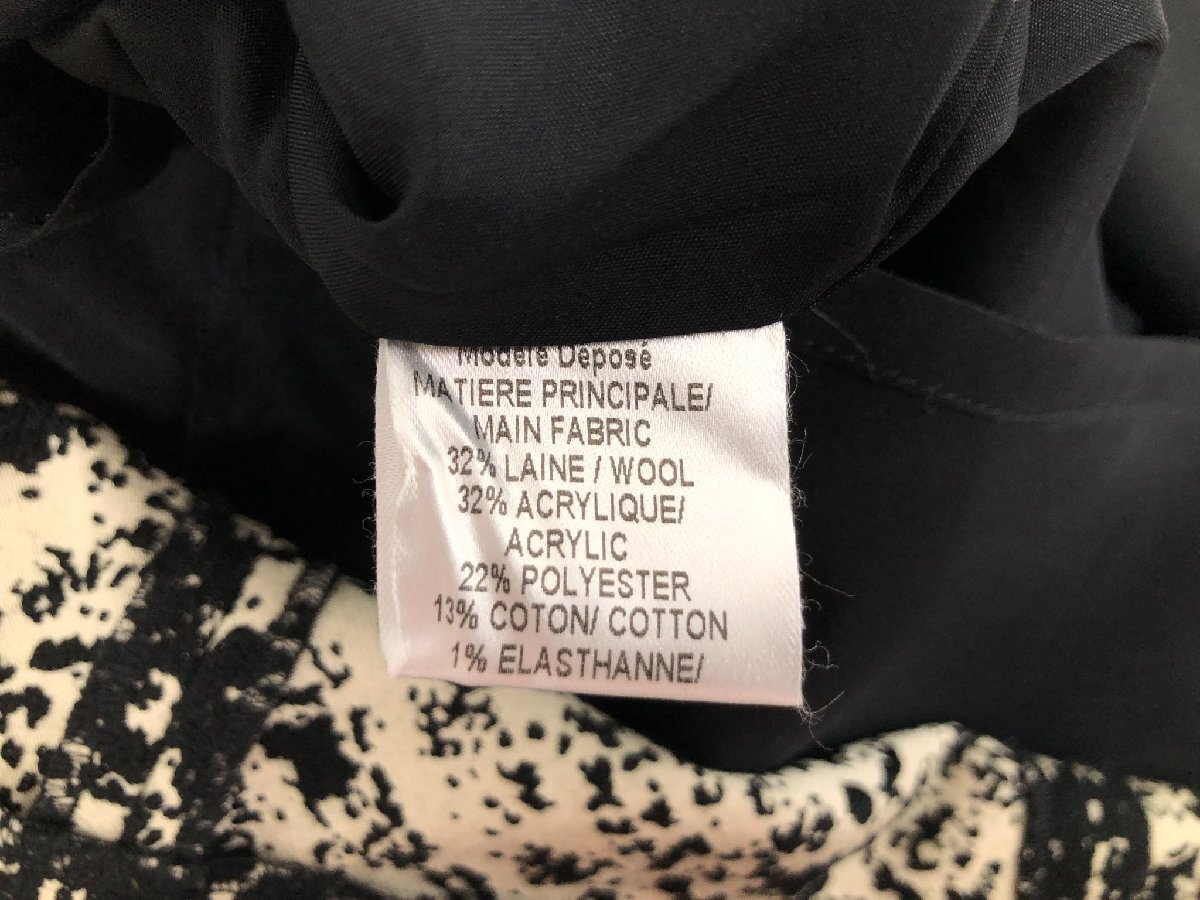 Modèle Déposé
MATIERE PRINCIPALE/
MAIN FABRIC
32% LAINE / WOOL
32% ACRYLIQUE/
ACRYLIC
22% POLYESTER
13% COTON/ COTTON
1% ELASTHANNE/